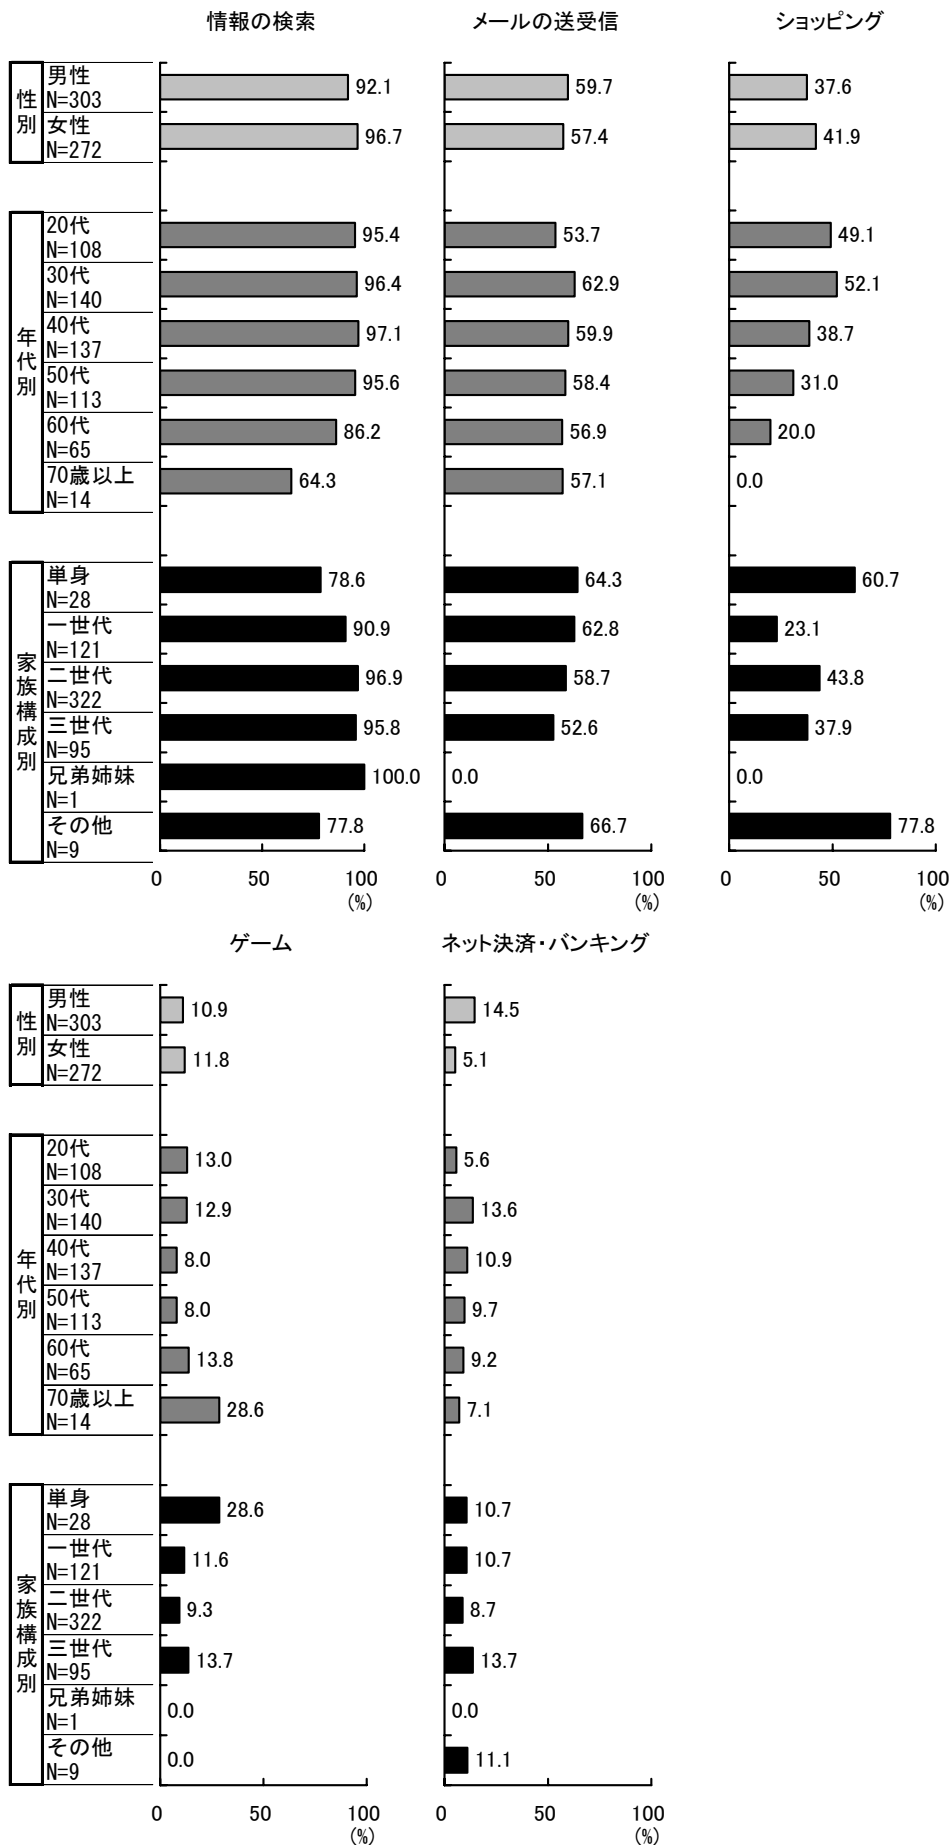 情報の検索 メールの送受信 ショッピング
性別
男性
N=303
92.1 59.7 37.6
女性
N=272
96.7 57.4 41.9
年代別
20代
N=108
95.4 53.7 49.1
30代
N=140
96.4 62.9 52.1
40代
N=137
97.1 59.9 38.7
50代
N=113
95.6 58.4 31.0
60代
N=65
86.2 56.9 20.0
70歳以上
N=14
64.3 57.1 0.0
家族構成別
単身
N=28
78.6 64.3 60.7
一世代
N=121
90.9 62.8 23.1
二世代
N=322
96.9 58.7 43.8
三世代
N=95
95.8 52.6 37.9
兄弟姉妹
N=1
100.0 0.0 0.0
その他
N=9
77.8 66.7 77.8
0 50 100 0 50 100 0 50 100
(%) (%) (%)
ゲーム ネット決済・バンキング
性別
男性
N=303
10.9 14.5
女性
N=272
11.8 5.1
年代別
20代
N=108
13.0 5.6
30代
N=140
12.9 13.6
40代
N=137
8.0 10.9
50代
N=113
8.0 9.7
60代
N=65
13.8 9.2
70歳以上
N=14
28.6 7.1
家族構成別
単身
N=28
28.6 10.7
一世代
N=121
11.6 10.7
二世代
N=322
9.3 8.7
三世代
N=95
13.7 13.7
兄弟姉妹
N=1
0.0 0.0
その他
N=9
0.0 11.1
0 50 100 0 50 100
(%) (%)